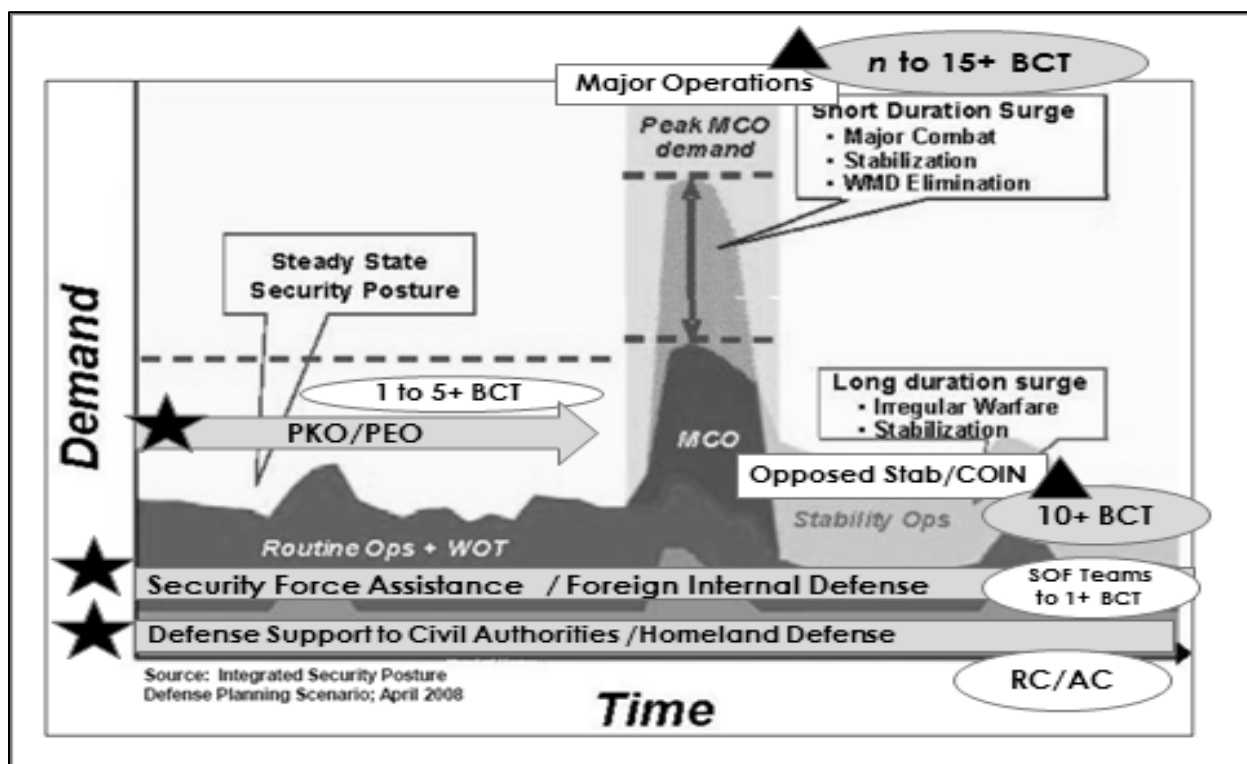 n to 15+ BCT
Major Operations
Short Duration Surge
• Major Combat
• Stabilization
• WMD Elimination
Peak MCO
demand
Steady State
Security Posture
1 to 5+ BCT
PKO/PEO
Demand
MCO
Long duration surge
• Irregular Warfare
• Stabilization
Opposed Stab/COIN
Stability Ops
10+ BCT
Routine Ops + WOT
Security Force Assistance / Foreign Internal Defense
SOF Teams
to 1+ BCT
Defense Support to Civil Authorities /Homeland Defense
Source: Integrated Security Posture
Defense Planning Scenario; April 2008
Time
RC/AC